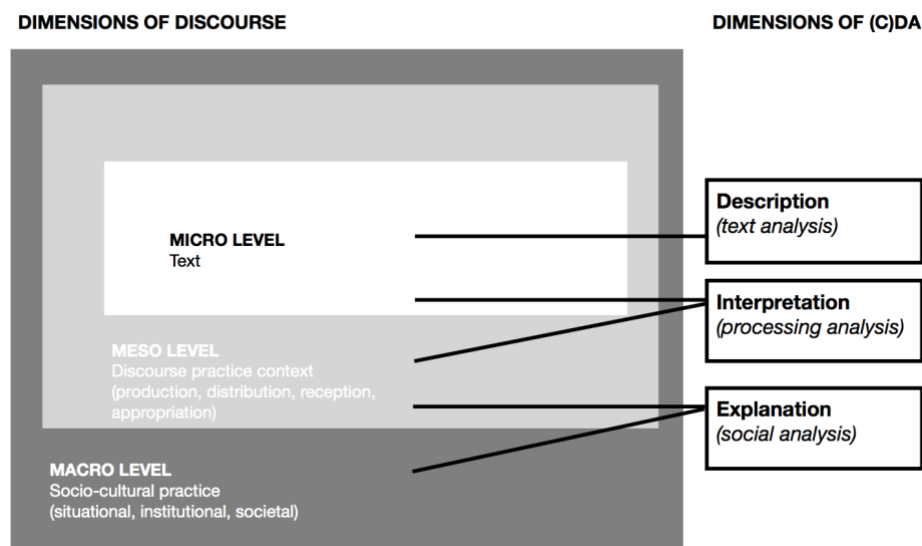 DIMENSIONS OF DISCOURSE
DIMENSIONS OF (C)DA
MICRO LEVEL
Text
MESO LEVEL
Discourse practice context
(production, distribution, reception,
appropriation)
MACRO LEVEL
Socio-cultural practice
(situational, institutional, societal)
Description
(text analysis)
Interpretation
(processing analysis)
Explanation
(social analysis)